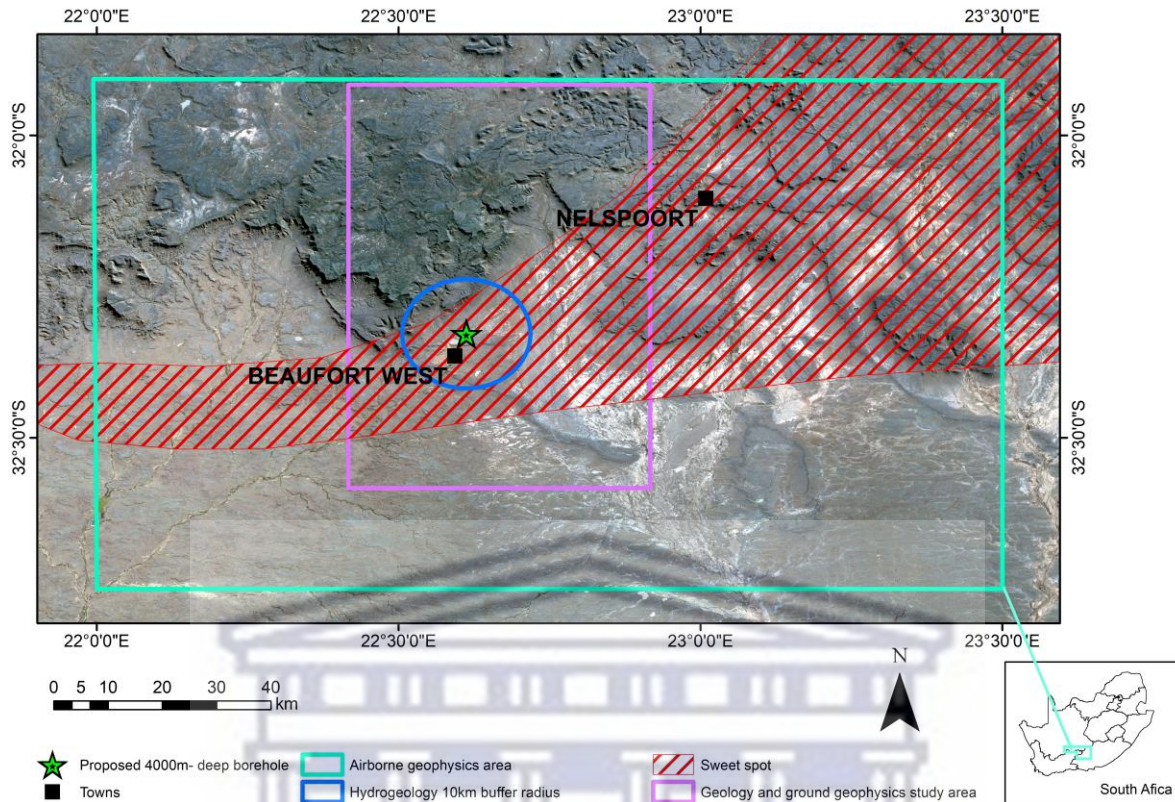 22°0'0"E
22°30'0"E
23°0'0"E
23°30'0"E
32°0'0"S
32°0'0"S
NELSPOORT
BEAUFORT WEST
32°30'0"S
32°30'0"S
22°0'0"E
22°30'0"E
23°0'0"E
23°30'0"E
0 5 10 20 30 40
km
N
Proposed 4000m- deep borehole
Airborne geophysics area
Sweet spot
Towns
Hydrogeology 10km buffer radius
Geology and ground geophysics study area
South Afica